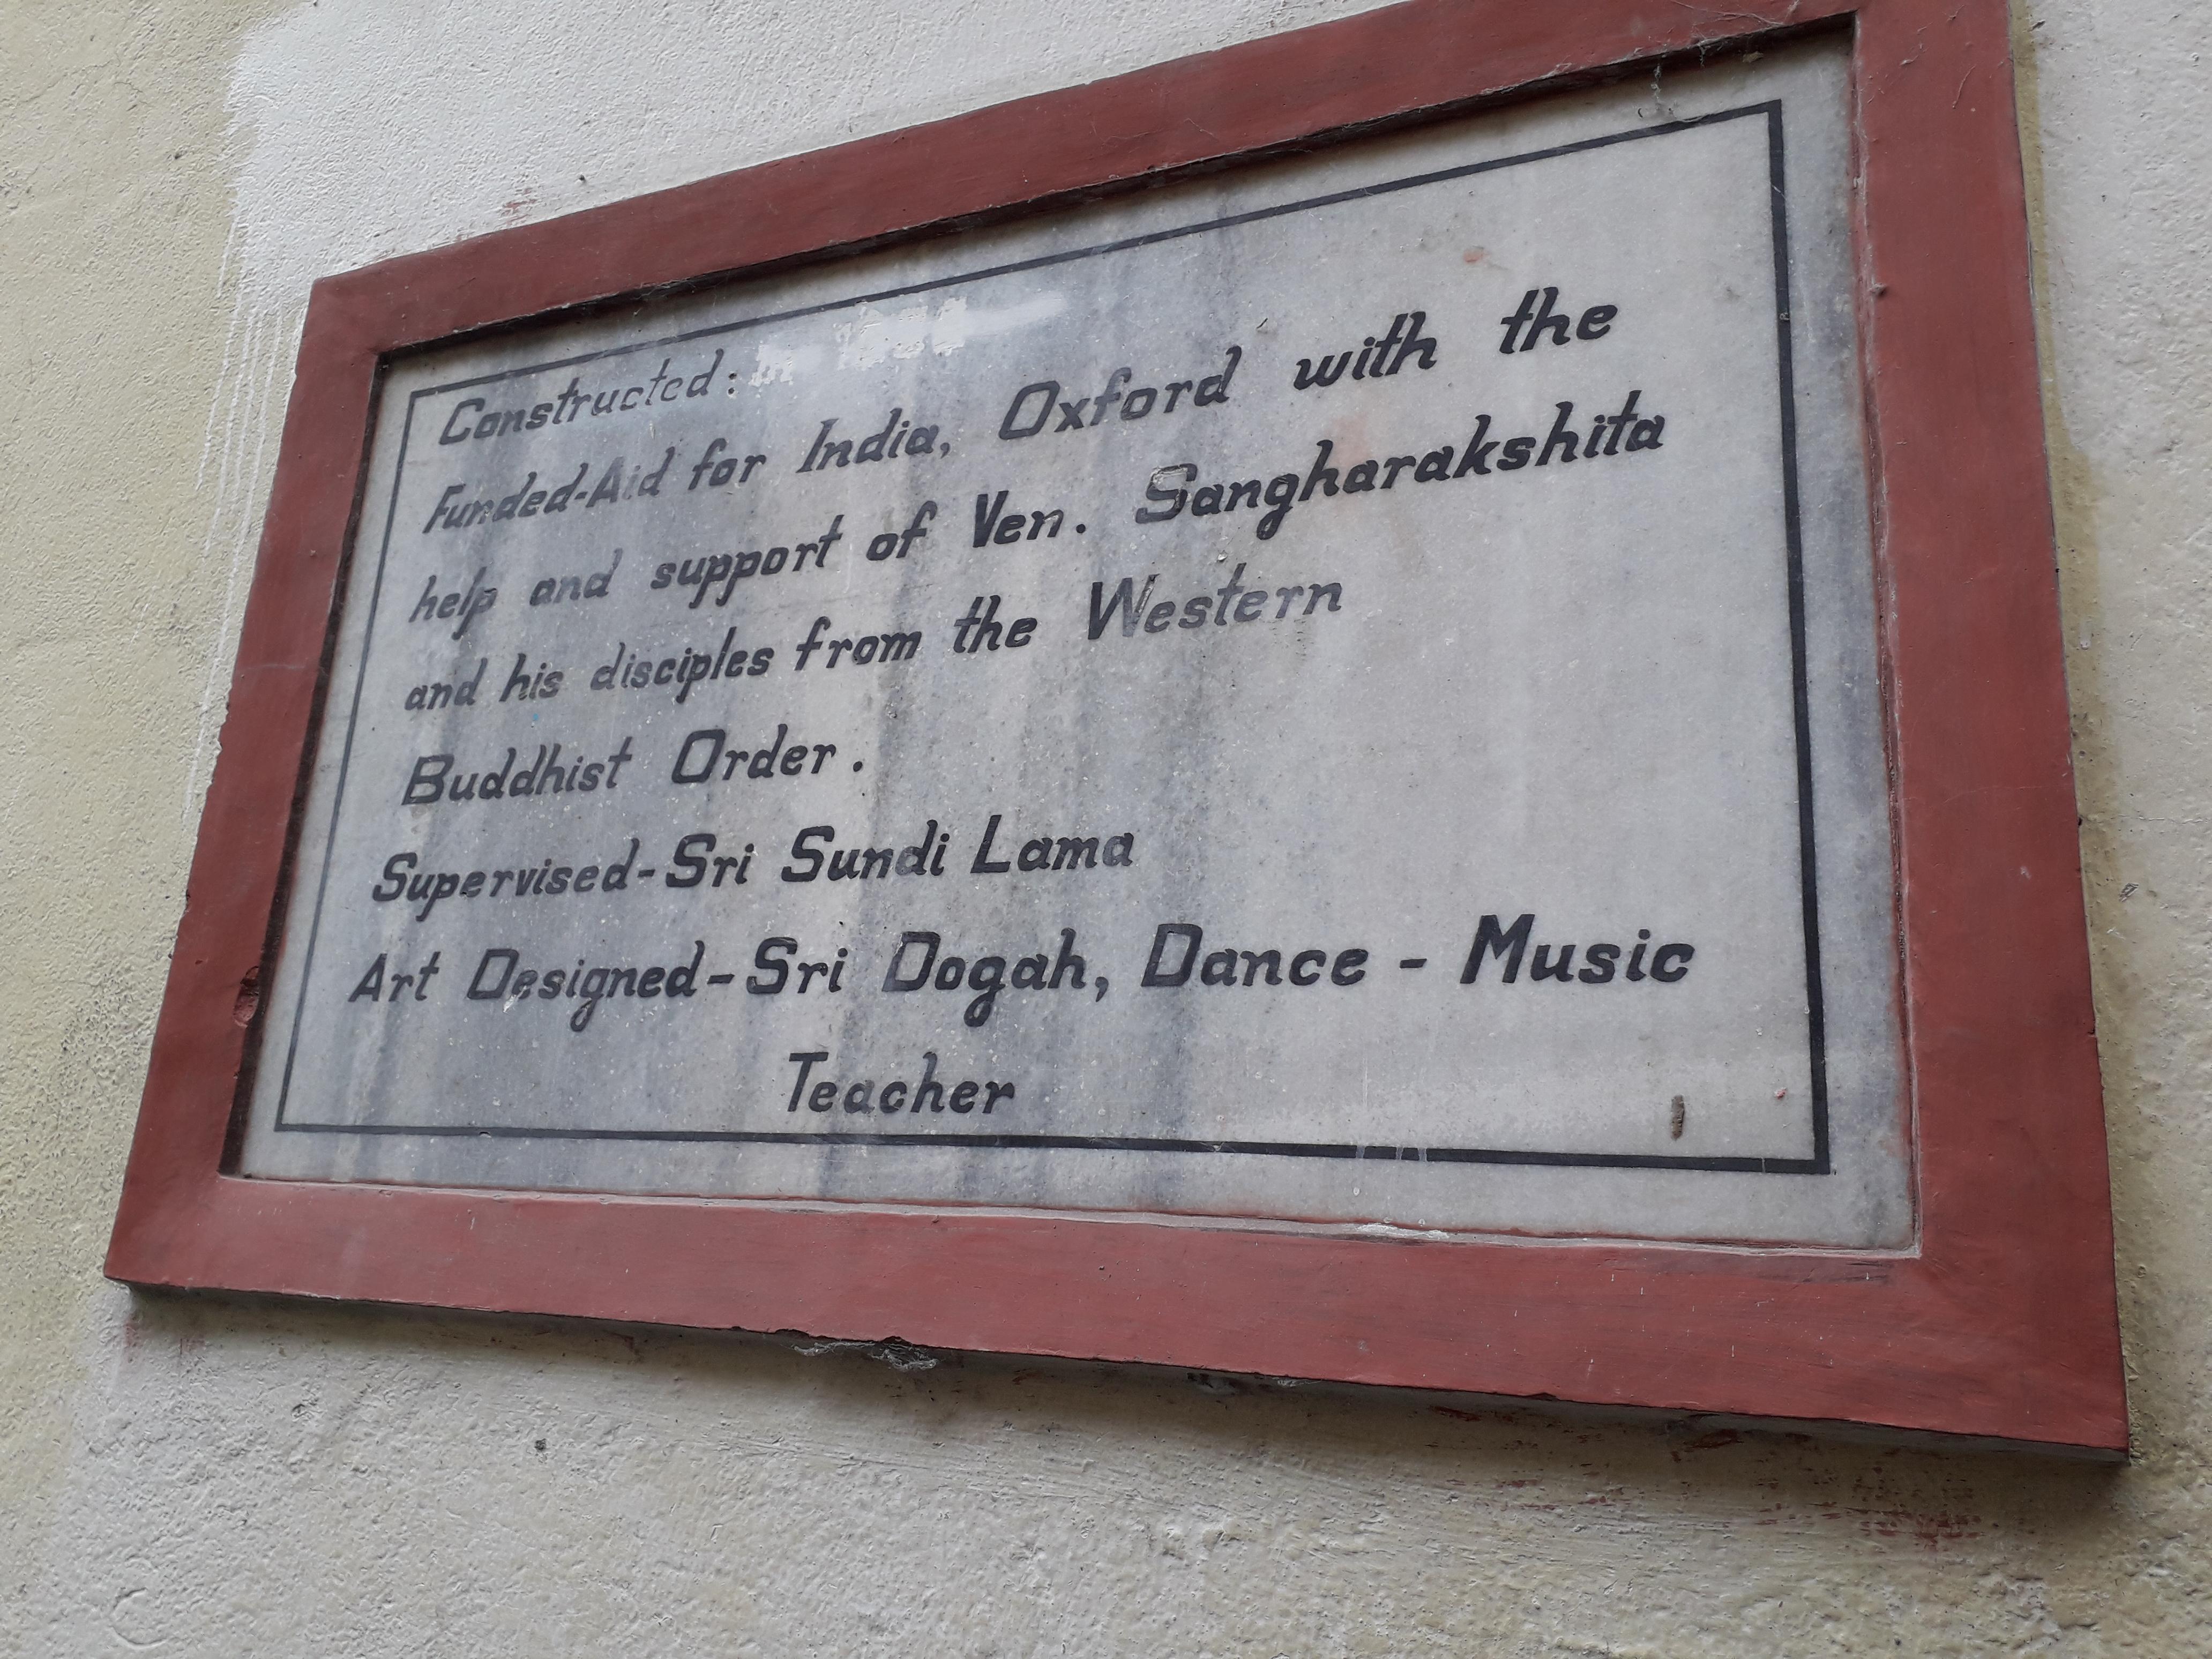 Constructed: In
Funded-Aid for India, Oxford with the
help and support of Ven. Sangharakshita
and his disciples from the Western
Buddhist Order.
Supervised-Sri Sundi Lama
Art Designed-Sri Dogah, Dance - Music
Teacher